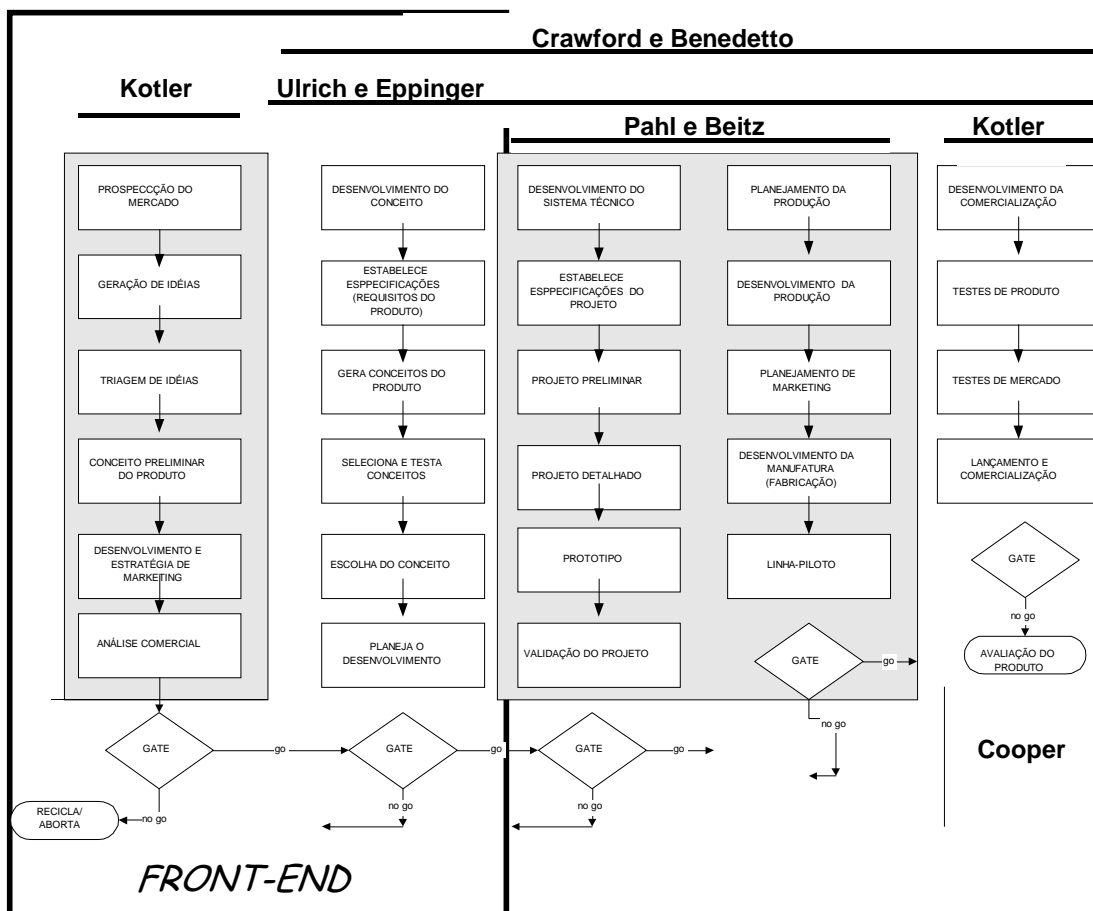 Crawford e Benedetto
Kotler
Ulrich e Eppinger
Pahl e Beitz
Kotler
PROSPECCÇÃO DO
MERCADO
GERAÇÃO DE IDÉIAS
TRIAGEM DE IDÉIAS
CONCEITO PRELIMINAR
DO PRODUTO
DESENVOLVIMENTO E
ESTRATÉGIA DE
MARKETING
ANÁLISE COMERCIAL
GATE
go
no go
RECICLA/
ABORTA
DESENVOLVIMENTO DO
CONCEITO
ESTABELECE
ESPPECIFICAÇÕES
(REQUISITOS DO
PRODUTO)
GERA CONCEITOS DO
PRODUTO
SELECIONA E TESTA
CONCEITOS
ESCOLHA DO CONCEITO
PLANEJA O
DESENVOLVIMENTO
GATE
go
no go
DESENVOLVIMENTO DO
SISTEMA TÉCNICO
ESTABELECE
ESPPECIFICAÇÕES DO
PROJETO
PROJETO PRELIMINAR
PROJETO DETALHADO
PROTOTIPO
VALIDAÇÃO DO PROJETO
GATE
go
no go
PLANEJAMENTO DA
PRODUÇÃO
DESENVOLVIMENTO DA
PRODUÇÃO
PLANEJAMENTO DE
MARKETING
DESENVOLVIMENTO DA
MANUFATURA
(FABRICAÇÃO)
LINHA-PILOTO
GATE
go
no go
DESENVOLVIMENTO DA
COMERCIALIZAÇÃO
TESTES DE PRODUTO
TESTES DE MERCADO
LANÇAMENTO E
COMERCIALIZAÇÃO
GATE
no go
AVALIAÇÃO DO
PRODUTO
Cooper
FRONT-END